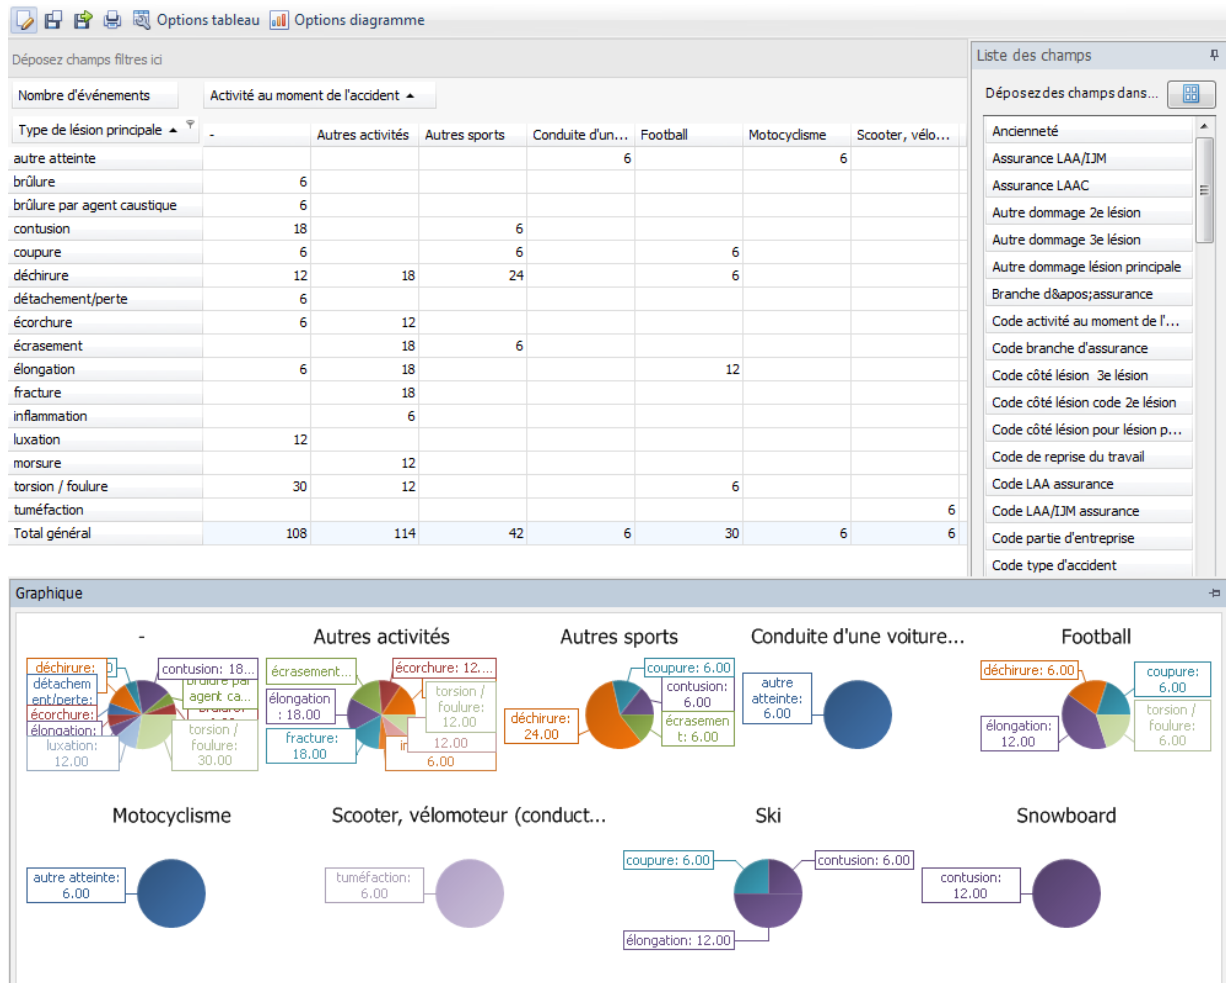 Options tableau Options diagramme
Déposez champs filtres ici
Liste des champs
Nombre d'événements Activité au moment de l'accident
Déposez des champs dans...
Type de lésion principale - Autres activités Autres sports Conduite d'un... Football Motocyclisme Scooter, vélo...
autre atteinte 6 6
brûlure 6
brûlure par agent caustique 6
contusion 18 6
coupure 6 6 6
déchirure 12 18 24 6
détachement/perte 6
écorchure 6 12
écrasement 18 6
élongation 6 18 12
fracture 18
inflammation 6
luxation 12
morsure 12
torsion / foulure 30 12 6
tuméfaction 6
Total général 108 114 42 6 30 6 6
Ancienneté
Assurance LAA/IJM
Assurance LAAC
Autre dommage 2e lésion
Autre dommage 3e lésion
Autre dommage lésion principale
Branche d&apos;assurance
Code activité au moment de l'...
Code branche d'assurance
Code côté lésion 3e lésion
Code côté lésion code 2e lésion
Code côté lésion pour lésion p...
Code de reprise du travail
Code LAA assurance
Code LAA/IJM assurance
Code partie d'entreprise
Code type d'accident
Graphique
-
déchirure:
détachem
ent/perte:
écorchure:
élongation:
luxation:
12.00
contusion: 18...
agent ca...
torsion /
foulure:
30.00
Autres activités
écrasement...
élongation
: 18.00
fracture:
18.00
écorchure: 12....
torsion /
foulure:
12.00
12.00
6.00
Autres sports
déchirure:
24.00
coupure: 6.00
contusion:
6.00
écrasemen
t: 6.00
Conduite d'une voiture...
autre
atteinte:
6.00
Football
déchirure: 6.00
élongation:
12.00
coupure:
6.00
torsion /
foulure:
6.00
Motocyclisme
autre atteinte:
6.00
Scooter, vélomoteur (conduct...
tuméfaction:
6.00
Ski
coupure: 6.00
contusion: 6.00
élongation: 12.00
Snowboard
contusion:
12.00